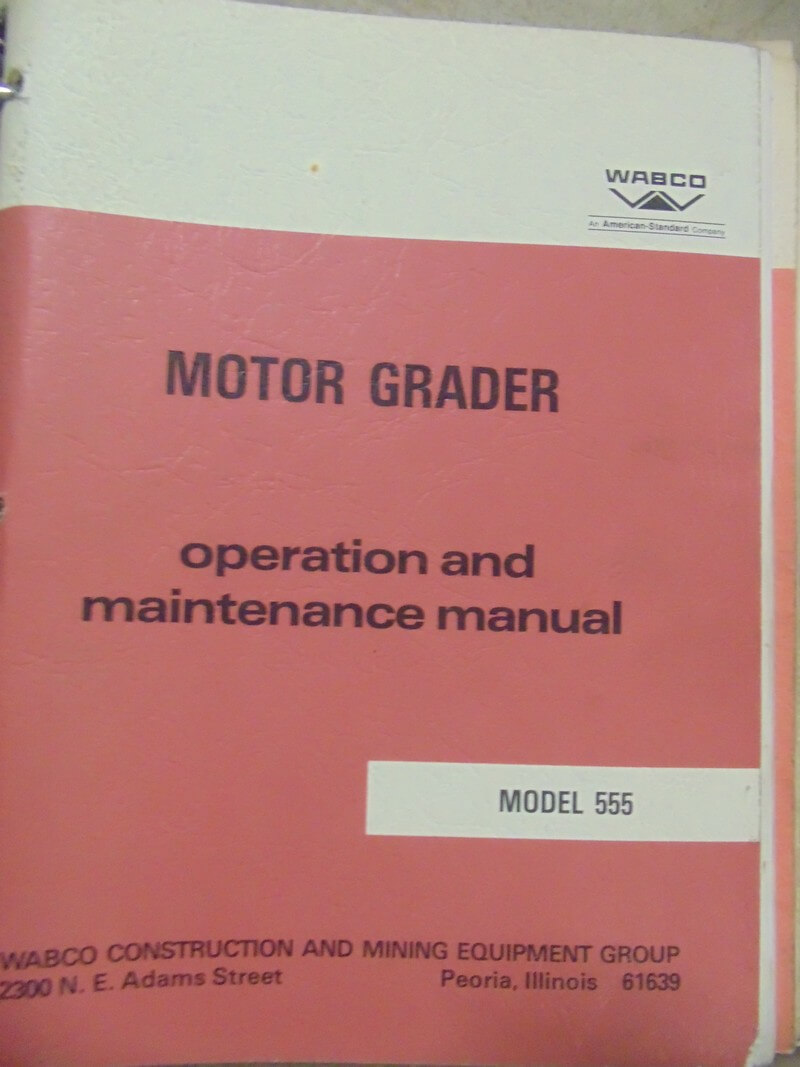 WABCO
An American-Standard Company
MOTOR GRADER
operation and
maintenance manual
MODEL 555
WABCO CONSTRUCTION AND MINING EQUIPMENT GROUP
2300 N. E. Adams Street Peoria, Illinois 61639